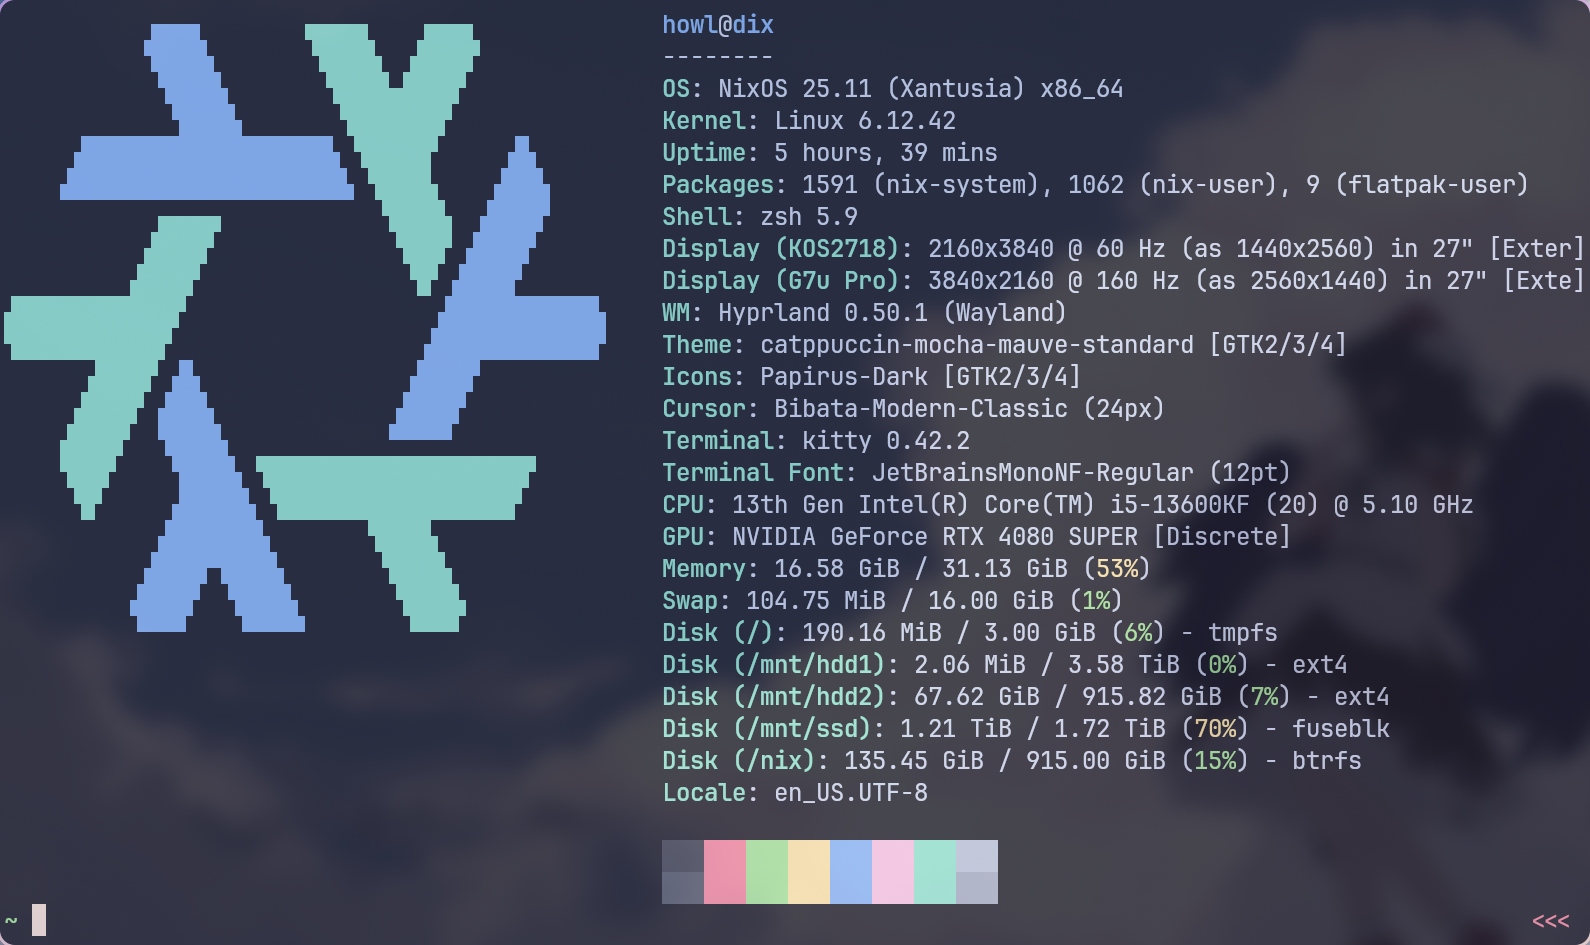 howl@dix
--------
OS: NixOS 25.11 (Xantusia) x86_64
Kernel: Linux 6.12.42
Uptime: 5 hours, 39 mins
Packages: 1591 (nix-system), 1062 (nix-user), 9 (flatpak-user)
Shell: zsh 5.9
Display (KOS2718): 2160x3840 @ 60 Hz (as 1440x2560) in 27" [Exter]
Display (G7u Pro): 3840x2160 @ 160 Hz (as 2560x1440) in 27" [Exte]
WM: Hyprland 0.50.1 (Wayland)
Theme: catppuccin-mocha-mauve-standard [GTK2/3/4]
Icons: Papirus-Dark [GTK2/3/4]
Cursor: Bibata-Modern-Classic (24px)
Terminal: kitty 0.42.2
Terminal Font: JetBrainsMonoNF-Regular (12pt)
CPU: 13th Gen Intel(R) Core(TM) i5-13600KF (20) @ 5.10 GHz
GPU: NVIDIA GeForce RTX 4080 SUPER [Discrete]
Memory: 16.58 GiB / 31.13 GiB (53%)
Swap: 104.75 MiB / 16.00 GiB (1%)
Disk (/): 190.16 MiB / 3.00 GiB (6%) - tmpfs
Disk (/mnt/hdd1): 2.06 MiB / 3.58 TiB (0%) - ext4
Disk (/mnt/hdd2): 67.62 GiB / 915.82 GiB (7%) - ext4
Disk (/mnt/ssd): 1.21 TiB / 1.72 TiB (70%) - fuseblk
Disk (/nix): 135.45 GiB / 915.00 GiB (15%) - btrfs
Locale: en_US.UTF-8
~ <<<